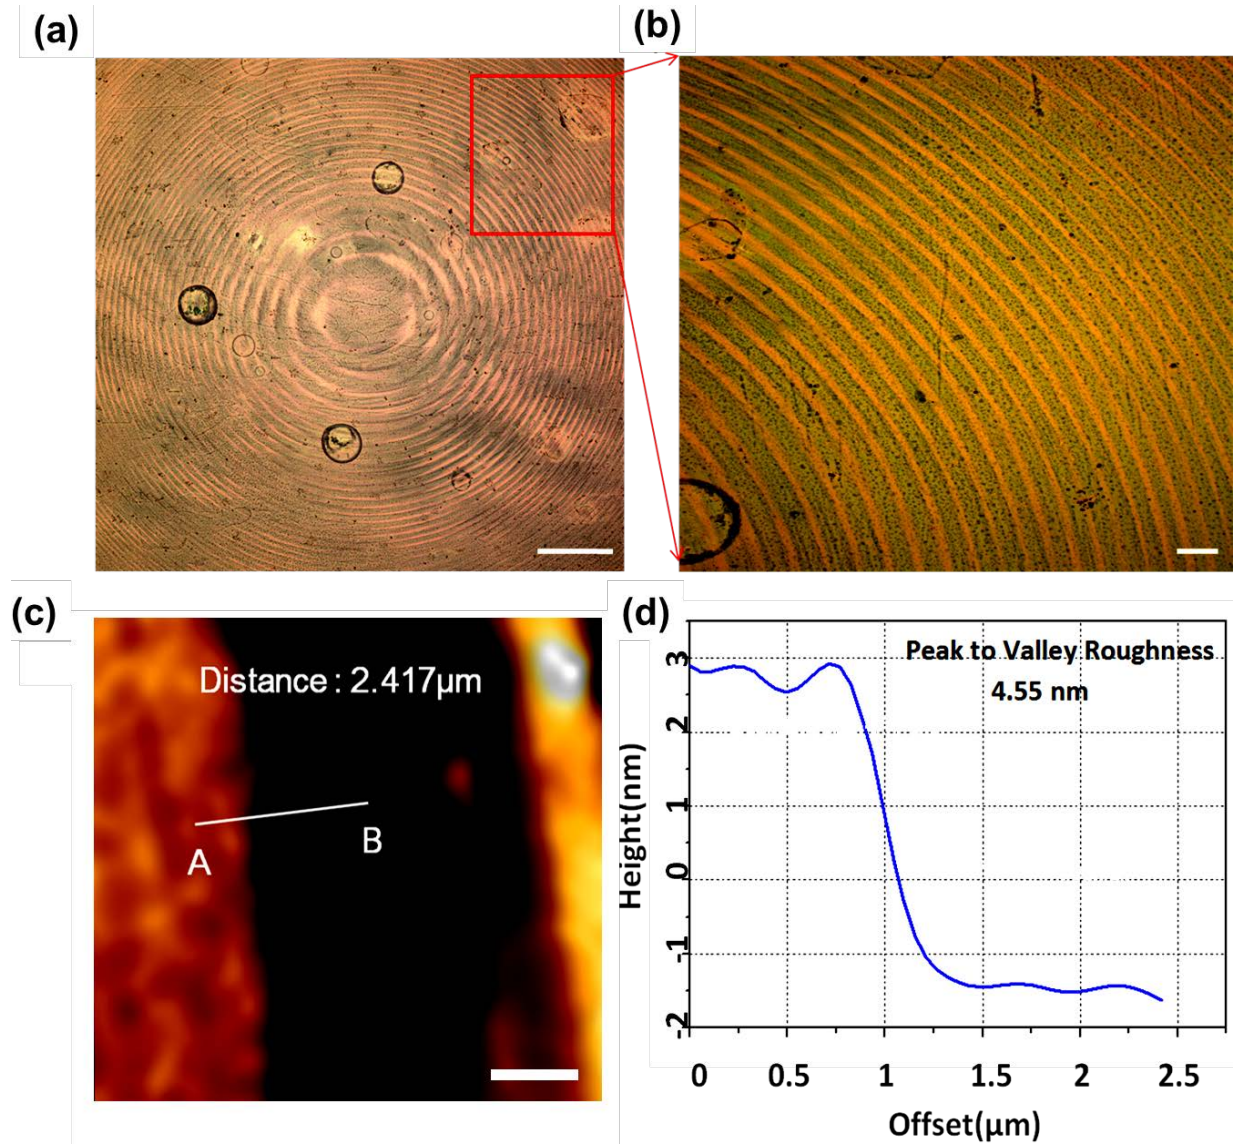 (a)
(b)
(c)
Distance : 2.417µm
A
B
(d)
Peak to Valley Roughness
4.55 nm
Height(nm)
3
2
1
0
-1
-2
0 0.5 1 1.5 2 2.5
Offset(µm)